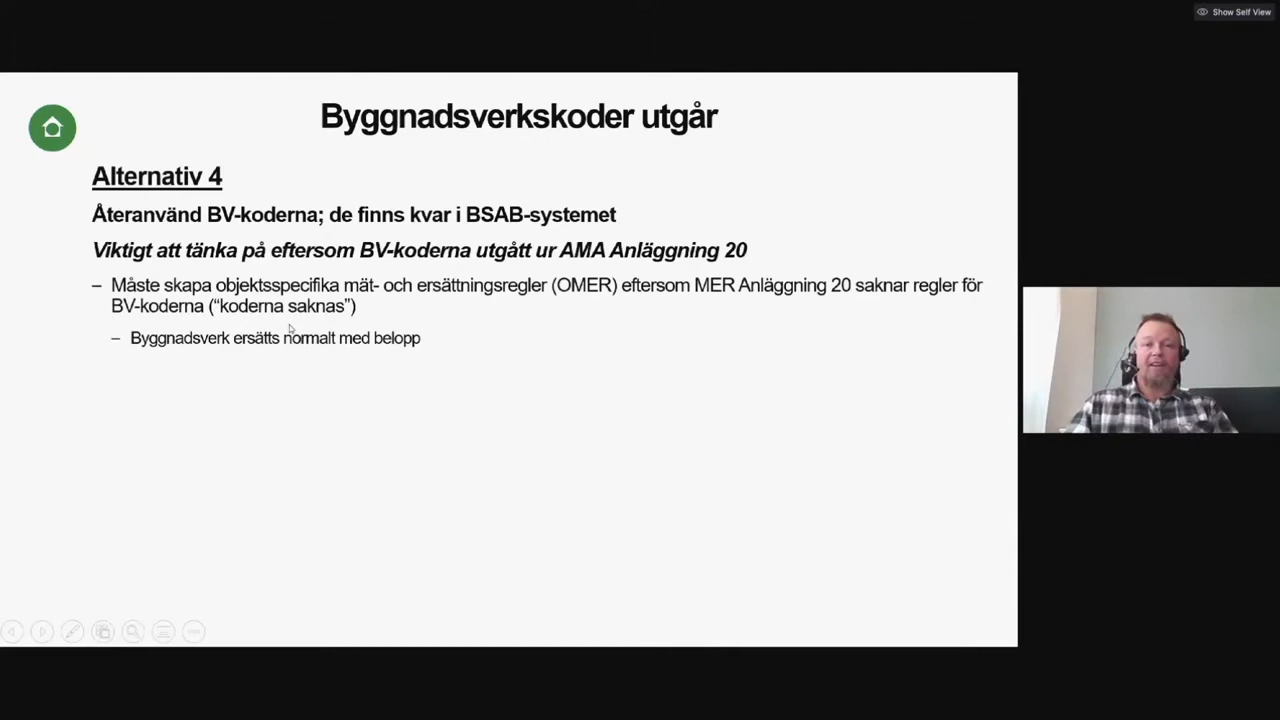 Show Self View
Byggnadsverkskoder utgår
Alternativ 4
Återanvänd BV-koderna; de finns kvar i BSAB-systemet
Viktigt att tänka på eftersom BV-koderna utgått ur AMA Anläggning 20
– Måste skapa objektsspecifika mät- och ersättningsregler (OMER) eftersom MER Anläggning 20 saknar regler för
BV-koderna (“koderna saknas”)
– Byggnadsverk ersätts normalt med belopp